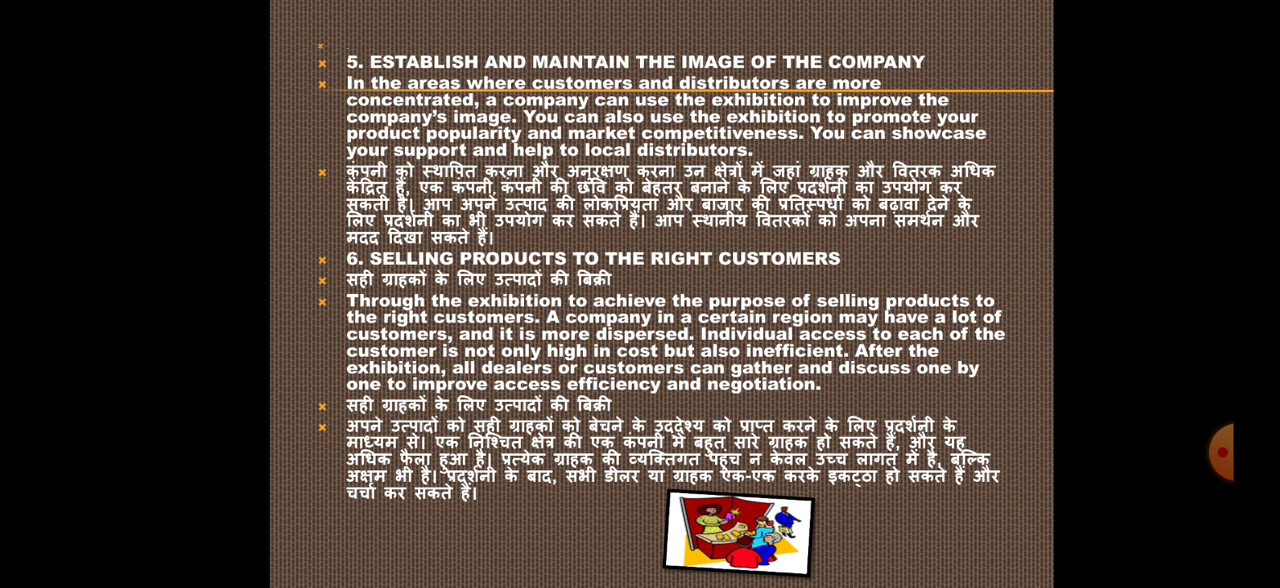 5. ESTABLISH AND MAINTAIN THE IMAGE OF THE COMPANY
In the areas where customers and distributors are more
concentrated, a company can use the exhibition to improve the
company's image. You can also use the exhibition to promote your
product popularity and market competitiveness. You can showcase
your support and help to local distributors.
कंपनी को स्थापित करना और अनुरक्षण करना उन क्षेत्रों में जहां ग्राहक और वितरक अधिक
केंद्रित हैं, एक कंपनी कंपनी की छवि को बेहतर बनाने के लिए प्रदर्शनी का उपयोग कर
सकती है। आप अपने उत्पाद की लोकप्रियता और बाजार की प्रतिस्पर्धा को बढ़ावा देने के
लिए प्रदर्शनी का भी उपयोग कर सकते हैं। आप स्थानीय वितरकों को अपना समर्थन और
मदद दिखा सकते हैं।
6. SELLING PRODUCTS TO THE RIGHT CUSTOMERS
सही ग्राहकों के लिए उत्पादों की बिक्री
Through the exhibition to achieve the purpose of selling products to
the right customers. A company in a certain region may have a lot of
customers, and it is more dispersed. Individual access to each of the
customer is not only high in cost but also inefficient. After the
exhibition, all dealers or customers can gather and discuss one by
one to improve access efficiency and negotiation.
सही ग्राहकों के लिए उत्पादों की बिक्री
अपने उत्पादों को सही ग्राहकों को बेचने के उद्देश्य को प्राप्त करने के लिए प्रदर्शनी के
माध्यम से। एक निश्चित क्षेत्र की एक कंपनी में बहुत सारे ग्राहक हो सकते हैं, और यह
अधिक फैला हुआ है। प्रत्येक ग्राहक की व्यक्तिगत पहुंच न केवल उच्च लागत में है, बल्कि
अक्षम भी है। प्रदर्शनी के बाद, सभी डीलर या ग्राहक एक-एक करके इकट्ठा हो सकते हैं और
चर्चा कर सकते हैं।